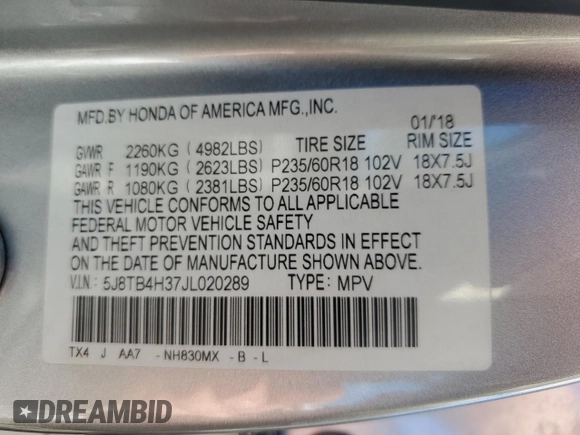 MFD.BY HONDA OF AMERICA MFG.,INC. 01/'18
GVWR 2260KG ( 4982LBS) TIRE SIZE RIM SIZE
GAWR F 1190KG ( 2623LBS) P235/60R18 102V 18X7.5J
GAWR R 1080KG ( 2381LBS) P235/60R18 102V 18X7.5J
THIS VEHICLE CONFORMS TO ALL APPLICABLE
FEDERAL MOTOR VEHICLE SAFETY
AND THEFT PREVENTION STANDARDS IN EFFECT
ON THE DATE OF MANUFACTURE SHOWN ABOVE.
V.I.N.: 5J8TB4H37JL020289 TYPE: MPV
TX4 J AA7 - NH830MX - B - L
DREAMBID